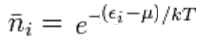 n̄ᵢ = e^{-(ϵᵢ-μ)/kT}